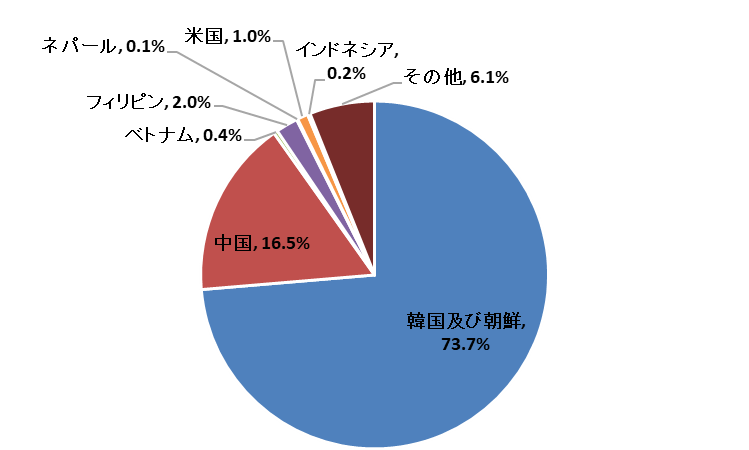 米国, 1.0%
ネパール, 0.1%
インドネシア,
0.2%
その他, 6.1%
フィリピン, 2.0%
ベトナム, 0.4%
中国, 16.5%
韓国及び朝鮮,
73.7%